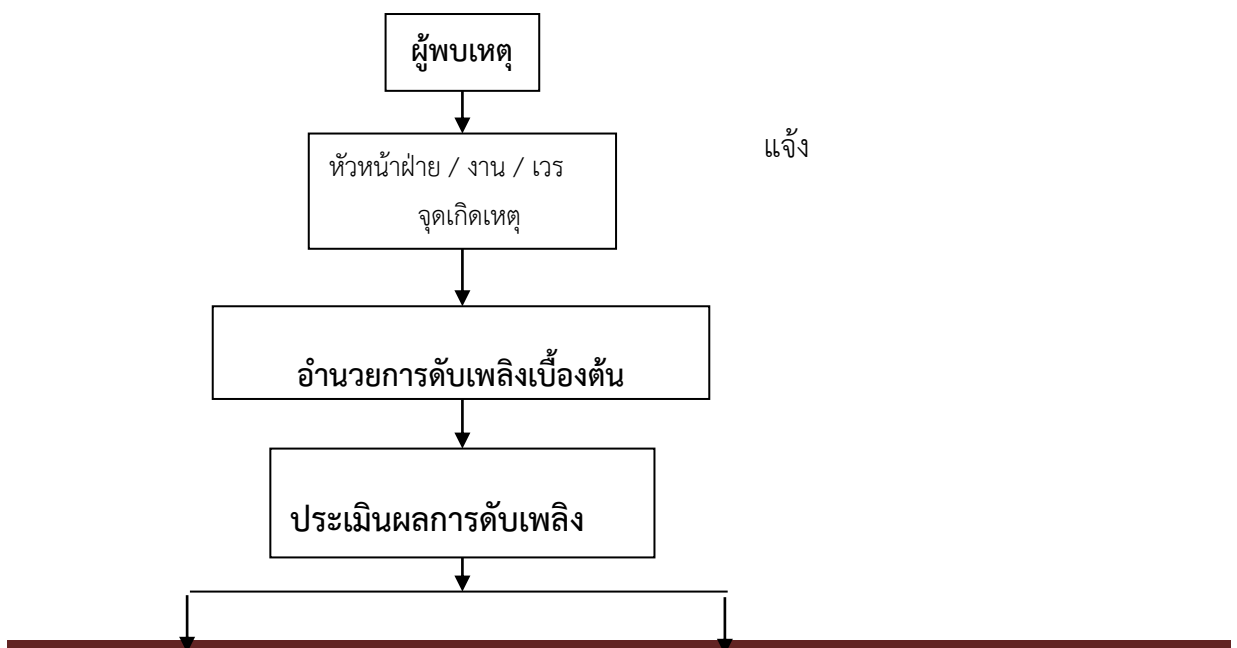 ผู้พบเหตุ
แจ้ง
หัวหน้าฝ่าย / งาน / เวร
จุดเกิดเหตุ
อำนวยการดับเพลิงเบื้องต้น
ประเมินผลการดับเพลิง